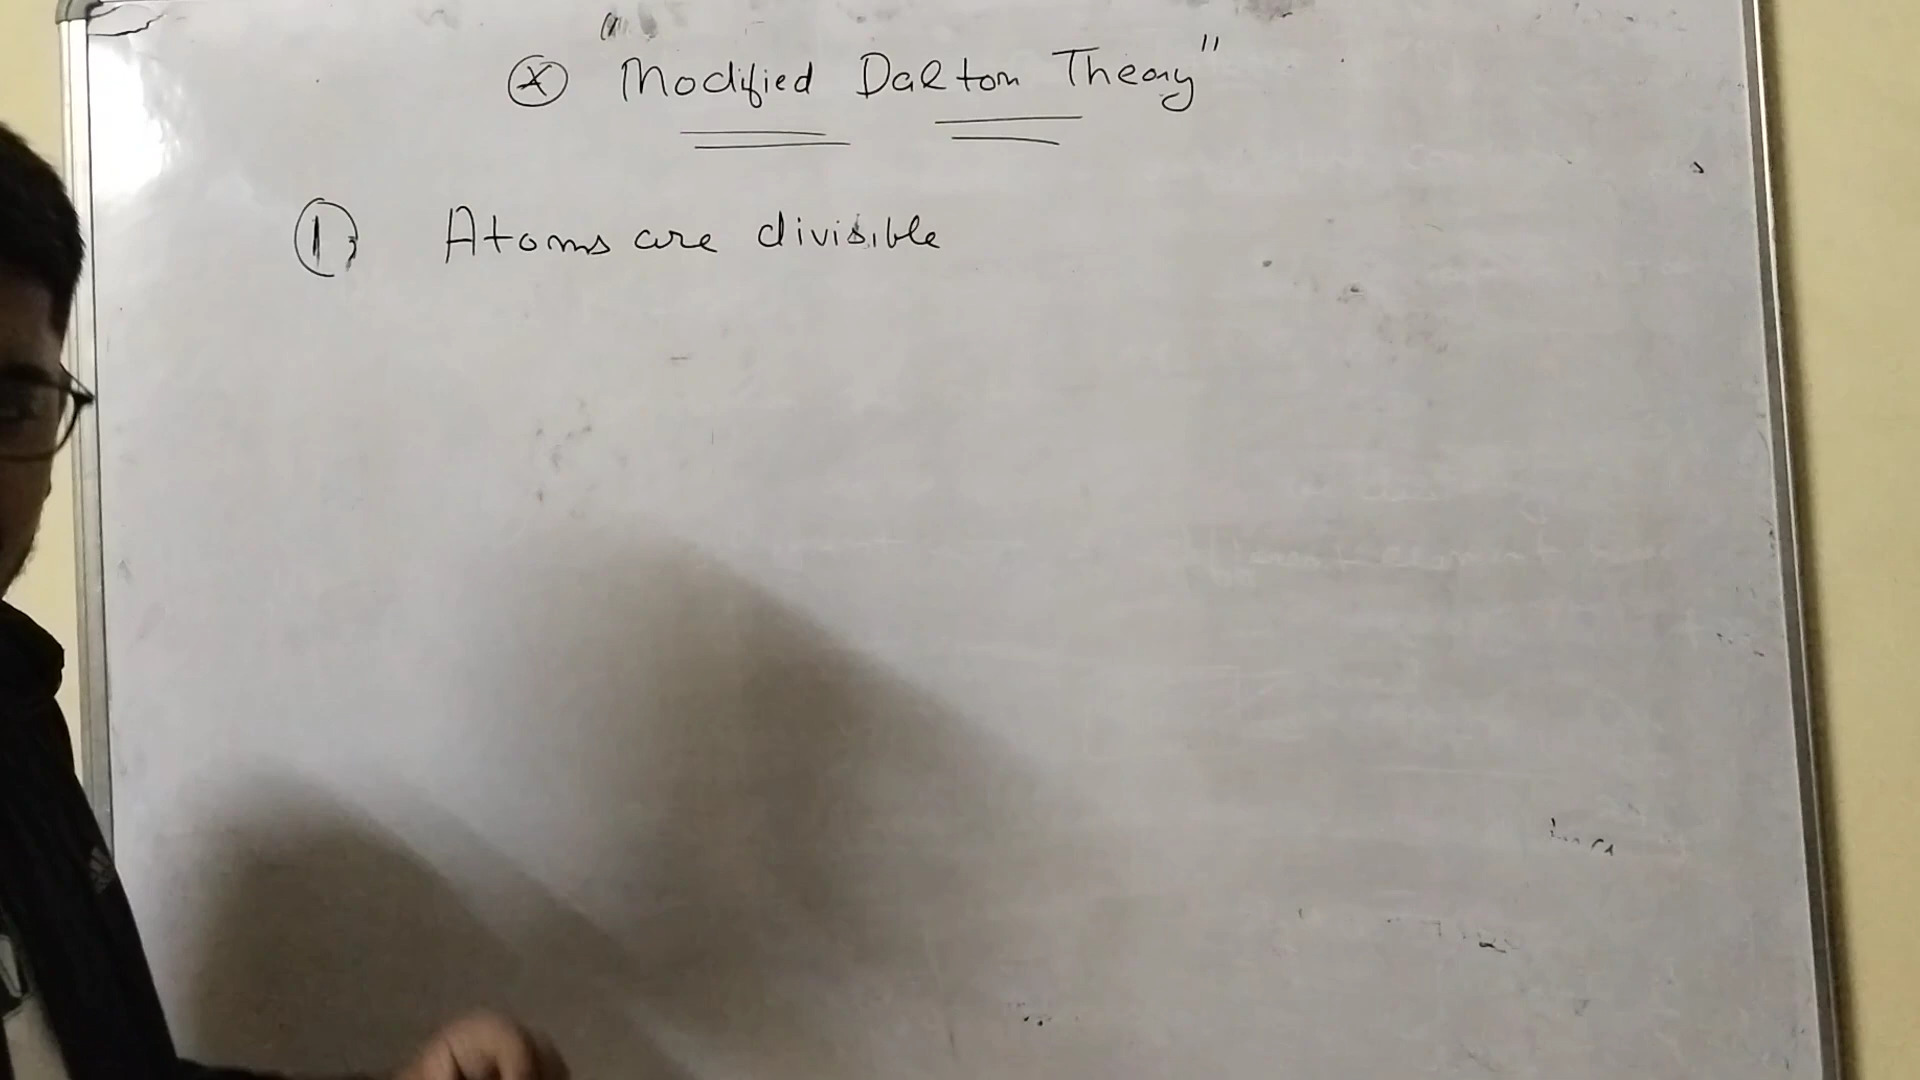 ⓧ "Modified Dalton Theory"
① Atoms are divisible